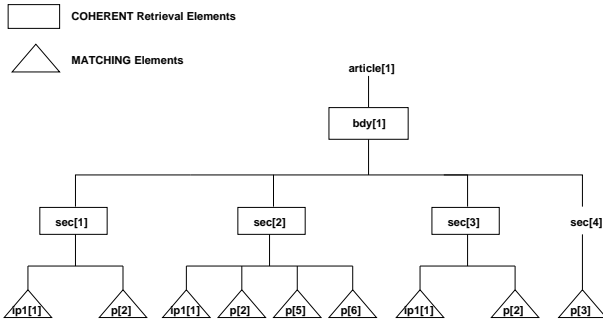 COHERENT Retrieval Elements
MATCHING Elements
article[1]
bdy[1]
sec[1] sec[2] sec[3] sec[4]
ip1[1] p[2] ip1[1] p[2] p[5] p[6] ip1[1] p[2] p[3]